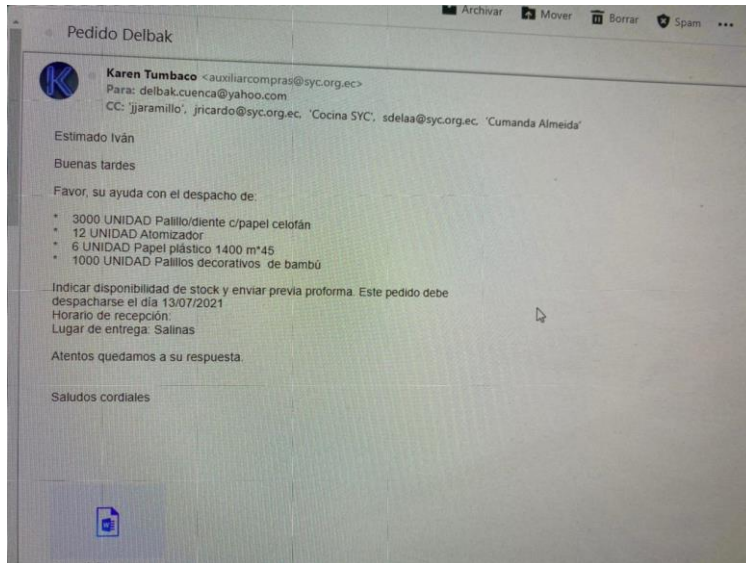 Archivar Mover Borrar Spam
Pedido Delbak
K
Karen Tumbaco <auxiliarcompras@syc.org.ec>
Para: delbak.cuenca@yahoo.com
CC: 'jjaramillo', jricardo@syc.org.ec, 'Cocina SYC', sdelaa@syc.org.ec, 'Cumanda Almeida'
Estimado Iván
Buenas tardes
Favor, su ayuda con el despacho de:
* 3000 UNIDAD Palillo/diente c/papel celofán
* 12 UNIDAD Atomizador
* 6 UNIDAD Papel plástico 1400 m*45
* 1000 UNIDAD Palillos decorativos de bambú
Indicar disponibilidad de stock y enviar previa proforma. Este pedido debe
despacharse el día 13/07/2021
Horario de recepción:
Lugar de entrega: Salinas
Atentos quedamos a su respuesta.
Saludos cordiales